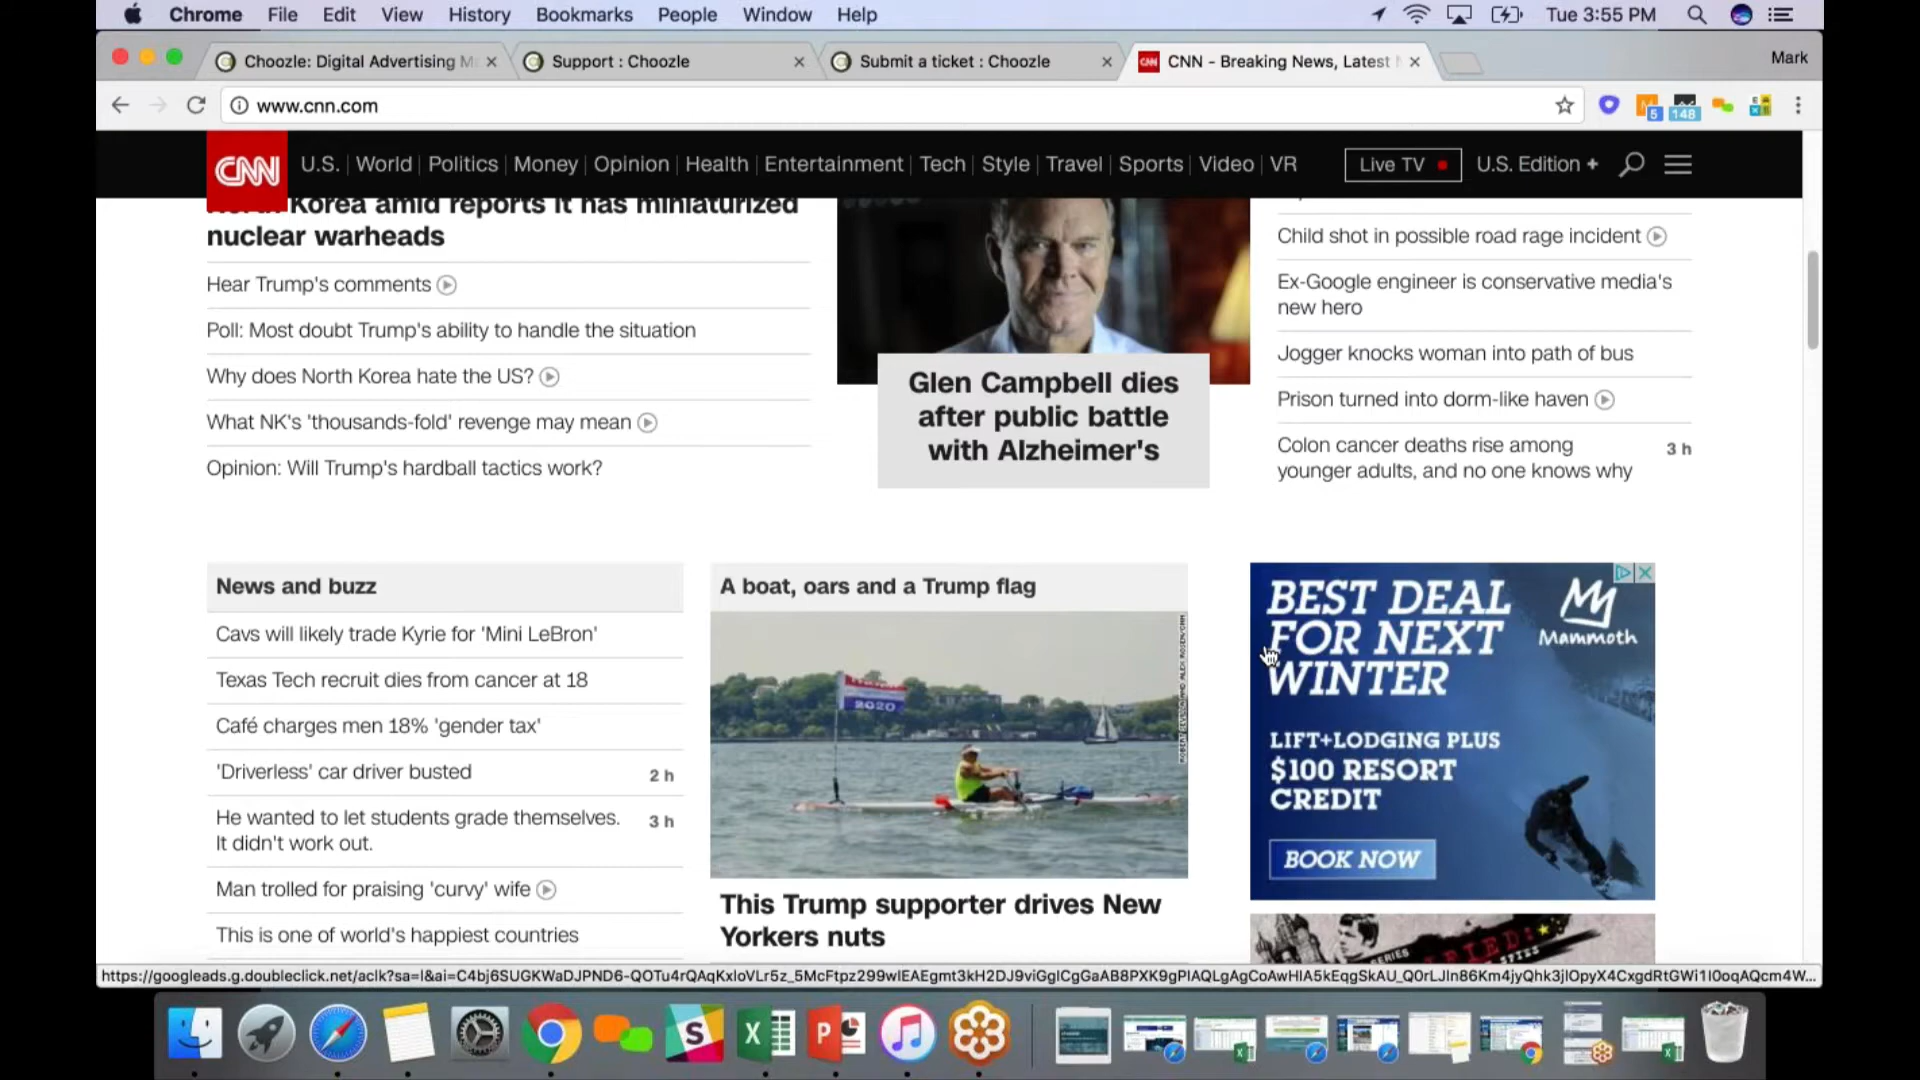 Chrome File Edit View History Bookmarks People Window Help Tue 3:55 PM
Choozle: Digital Advertising M Support : Choozle Submit a ticket : Choozle CNN CNN - Breaking News, Latest Mark
www.cnn.com 5 148
CNN U.S. World Politics Money Opinion Health Entertainment Tech Style Travel Sports Video VR Live TV U.S. Edition +
North Korea amid reports it has miniaturized
nuclear warheads
Hear Trump's comments
Poll: Most doubt Trump's ability to handle the situation
Why does North Korea hate the US?
What NK's 'thousands-fold' revenge may mean
Opinion: Will Trump's hardball tactics work?
Glen Campbell dies
after public battle
with Alzheimer's
Child shot in possible road rage incident
Ex-Google engineer is conservative media's
new hero
Jogger knocks woman into path of bus
Prison turned into dorm-like haven
Colon cancer deaths rise among 3 h
younger adults, and no one knows why
News and buzz
Cavs will likely trade Kyrie for 'Mini LeBron'
Texas Tech recruit dies from cancer at 18
Café charges men 18% 'gender tax'
'Driverless' car driver busted 2 h
He wanted to let students grade themselves. 3 h
It didn't work out.
Man trolled for praising 'curvy' wife
This is one of world's happiest countries
A boat, oars and a Trump flag
2020
This Trump supporter drives New
Yorkers nuts
BEST DEAL
FOR NEXT
WINTER
Mammoth
LIFT+LODGING PLUS
$100 RESORT
CREDIT
BOOK NOW
SERIES